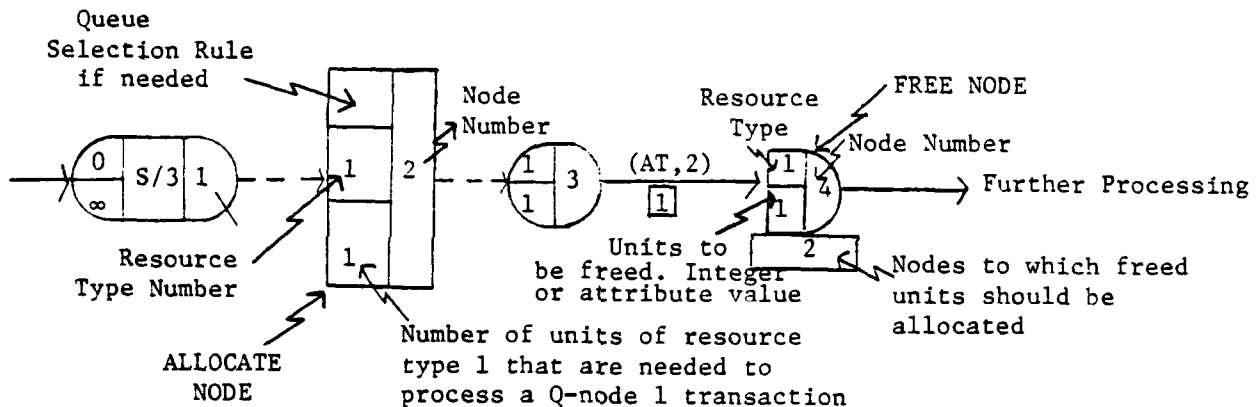 Queue
Selection Rule
if needed
Node
Number
Resource
Type
FREE NODE
Node Number
0
∞
S/3
1
1
2
1
1
1
3
(AT,2)
1
1
1
4
2
Further Processing
Resource
Type Number
ALLOCATE
NODE
Number of units of resource
type 1 that are needed to
process a Q-node 1 transaction
Units to
be freed. Integer
or attribute value
Nodes to which freed
units should be
allocated